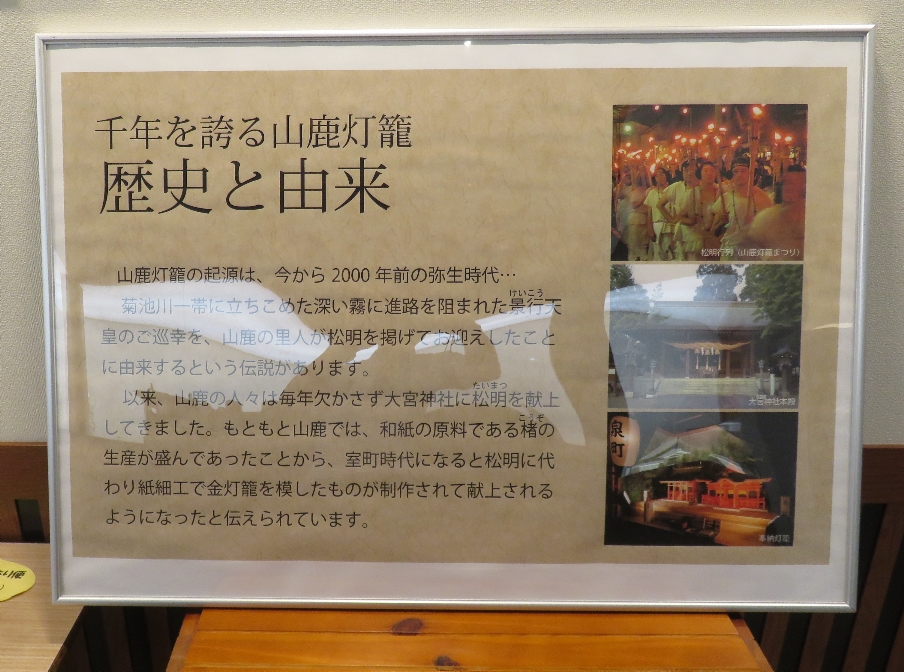 千年を誇る山鹿灯籠
歴史と由来
山鹿灯籠の起源は、今から2000年前の弥生時代…
けいこう
菊池川一帯に立ちこめた深い霧に進路を阻まれた景行天
皇のご巡幸を、山鹿の里人が松明を掲げてお迎えしたこと
に由来するという伝説があります。
たいまつ
以来、山鹿の人々は毎年欠かさず大宮神社に松明を献上
こうぞ
してきました。もともと山鹿では、和紙の原料である楮の
生産が盛んであったことから、室町時代になると松明に代
わり紙細工で金灯籠を模したものが制作されて献上される
ようになったと伝えられています。
松明行列（山鹿灯籠まつり）
大宮神社本殿
泉町
奉納灯籠